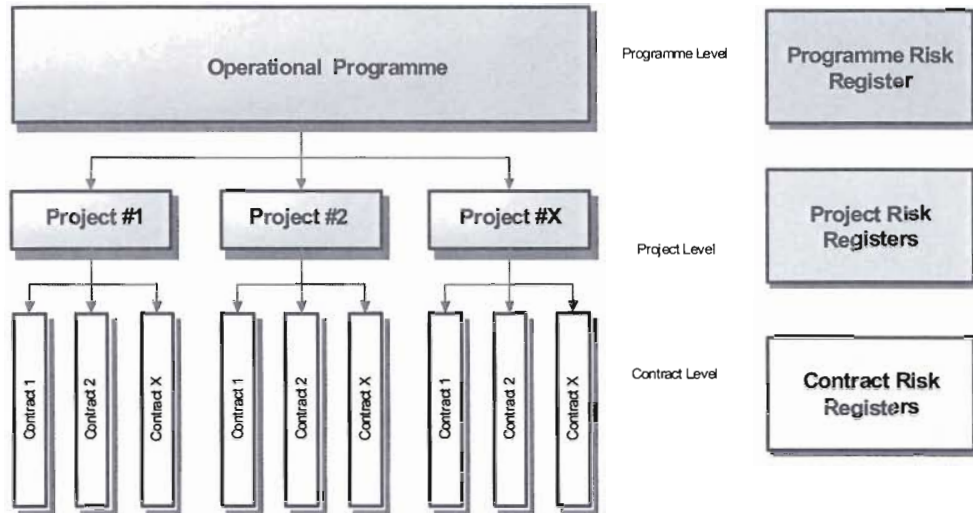 Operational Programme
Programme Level
Programme Risk
Register
Project #1
Project #2
Project #X
Project Level
Project Risk
Registers
Contract 1
Contract 2
Contract X
Contract 1
Contract 2
Contract X
Contract 1
Contract 2
Contract X
Contract Level
Contract Risk
Registers